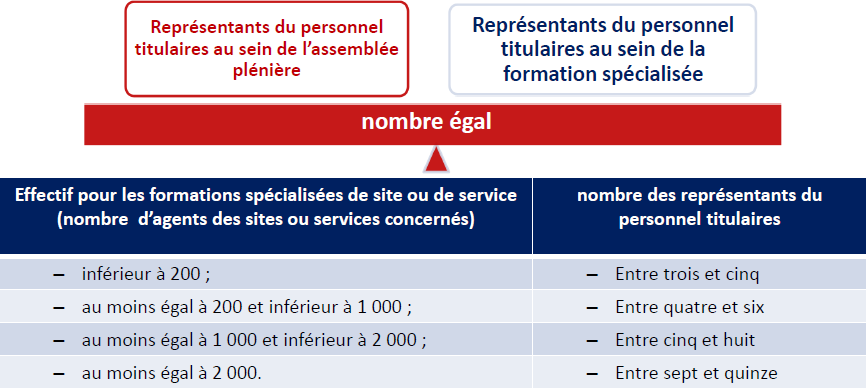 Représentants du personnel
titulaires au sein de l'assemblée
plénière
Représentants du personnel
titulaires au sein de la
formation spécialisée
nombre égal
Effectif pour les formations spécialisées de site ou de service
(nombre d'agents des sites ou services concernés)
nombre des représentants du
personnel titulaires
– inférieur à 200 ;
– Entre trois et cinq
– au moins égal à 200 et inférieur à 1 000 ;
– Entre quatre et six
– au moins égal à 1 000 et inférieur à 2 000 ;
– Entre cinq et huit
– au moins égal à 2 000.
– Entre sept et quinze